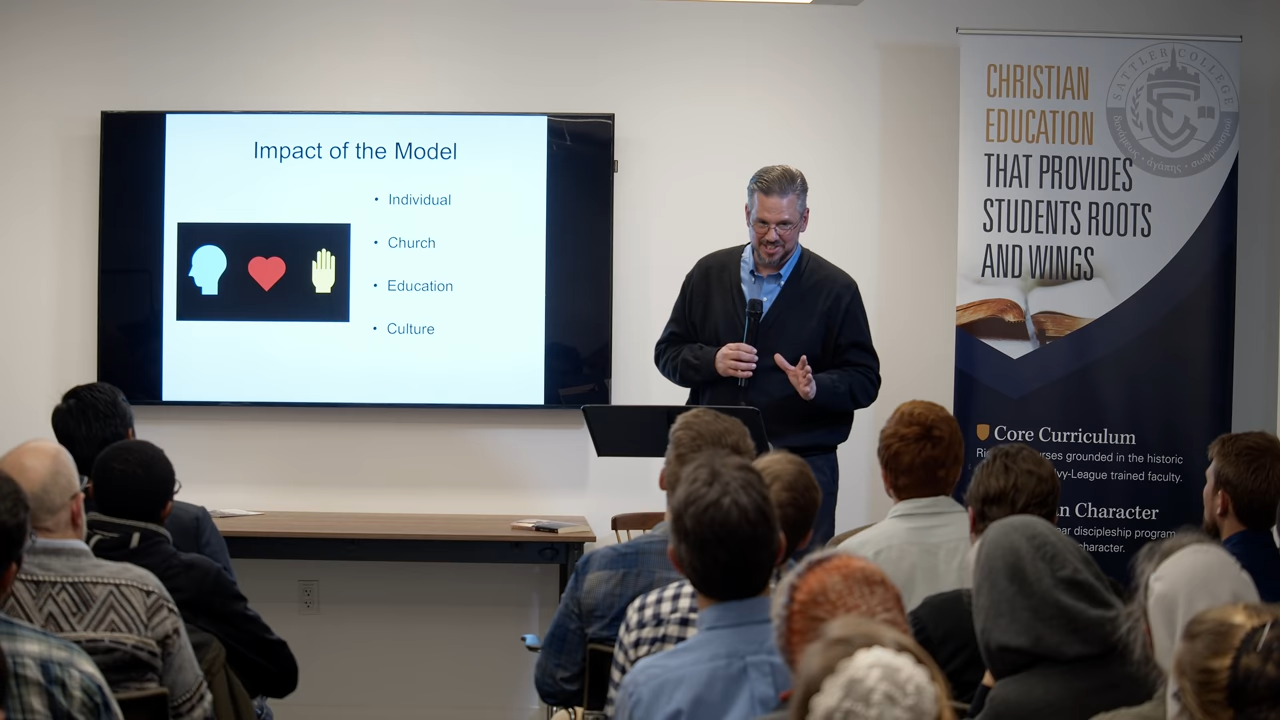 Impact of the Model
• Individual
• Church
• Education
• Culture
SATTLER COLLEGE
CHRISTIAN
EDUCATION
THAT PROVIDES
STUDENTS ROOTS
AND WINGS
Core Curriculum
grounded in the historic
Ivy-League trained faculty.
Character
discipleship program
character.